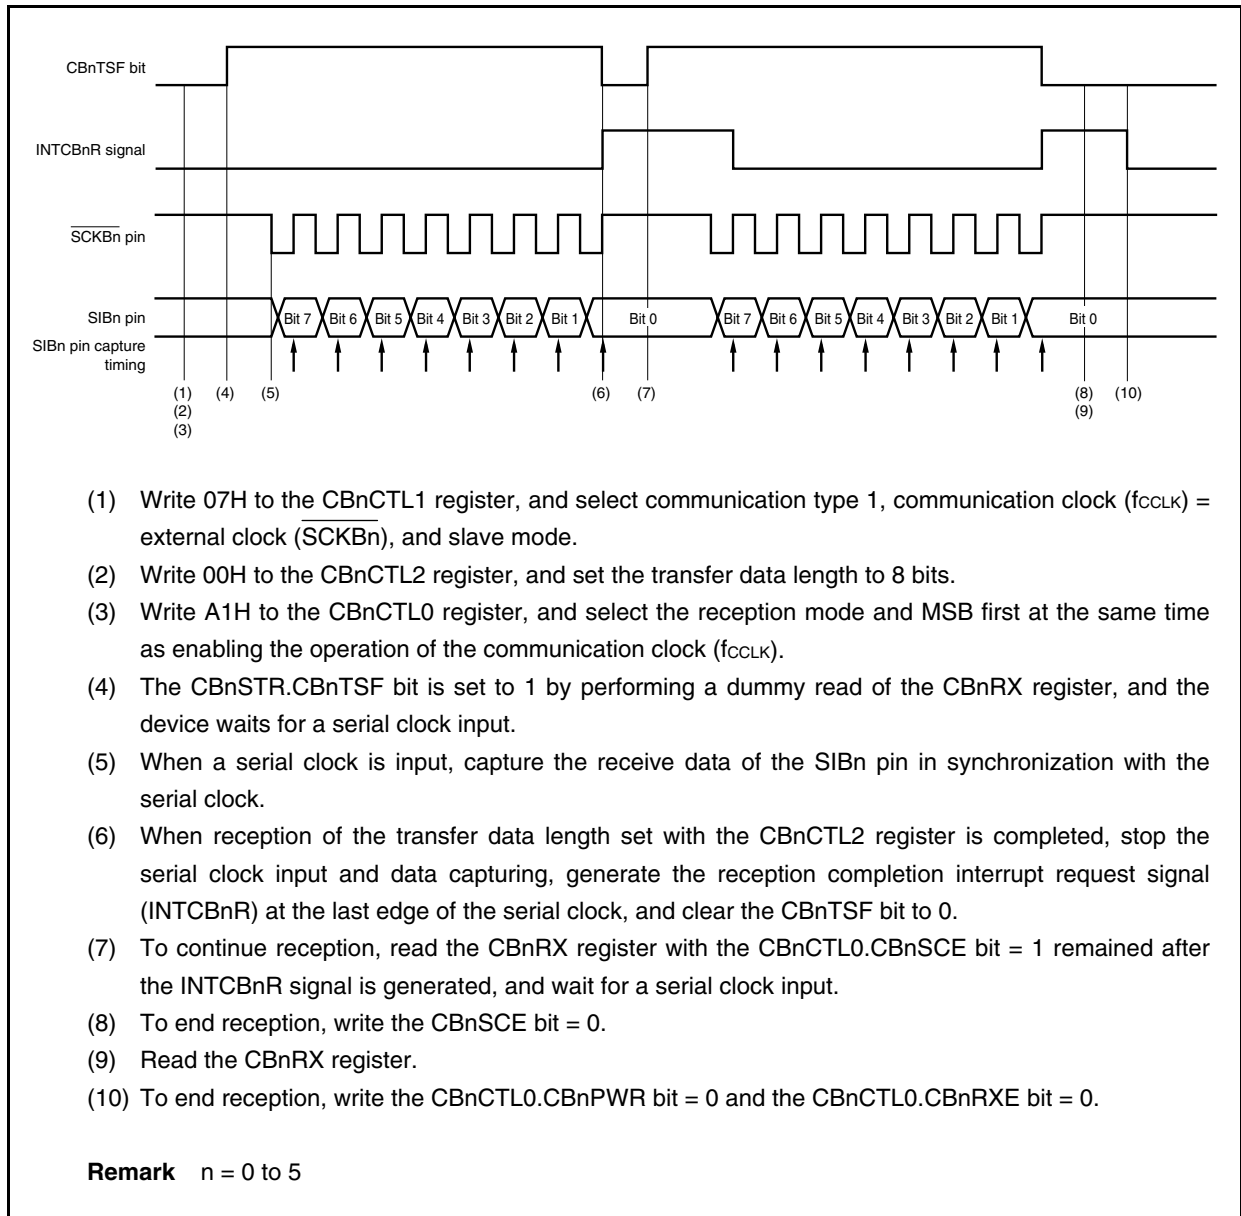 CBnTSF bit
INTCBnR signal
SCKBn pin
SIBn pin
Bit 7 Bit 6 Bit 5 Bit 4 Bit 3 Bit 2 Bit 1 Bit 0 Bit 7 Bit 6 Bit 5 Bit 4 Bit 3 Bit 2 Bit 1 Bit 0
SIBn pin capture
timing
(1) (4) (5) (6) (7) (8) (10)
(2) (9)
(3)
(1) Write 07H to the CBnCTL1 register, and select communication type 1, communication clock (fCCLK) =
external clock (SCKBn), and slave mode.
(2) Write 00H to the CBnCTL2 register, and set the transfer data length to 8 bits.
(3) Write A1H to the CBnCTL0 register, and select the reception mode and MSB first at the same time
as enabling the operation of the communication clock (fCCLK).
(4) The CBnSTR.CBnTSF bit is set to 1 by performing a dummy read of the CBnRX register, and the
device waits for a serial clock input.
(5) When a serial clock is input, capture the receive data of the SIBn pin in synchronization with the
serial clock.
(6) When reception of the transfer data length set with the CBnCTL2 register is completed, stop the
serial clock input and data capturing, generate the reception completion interrupt request signal
(INTCBnR) at the last edge of the serial clock, and clear the CBnTSF bit to 0.
(7) To continue reception, read the CBnRX register with the CBnCTL0.CBnSCE bit = 1 remained after
the INTCBnR signal is generated, and wait for a serial clock input.
(8) To end reception, write the CBnSCE bit = 0.
(9) Read the CBnRX register.
(10) To end reception, write the CBnCTL0.CBnPWR bit = 0 and the CBnCTL0.CBnRXE bit = 0.
Remark n = 0 to 5